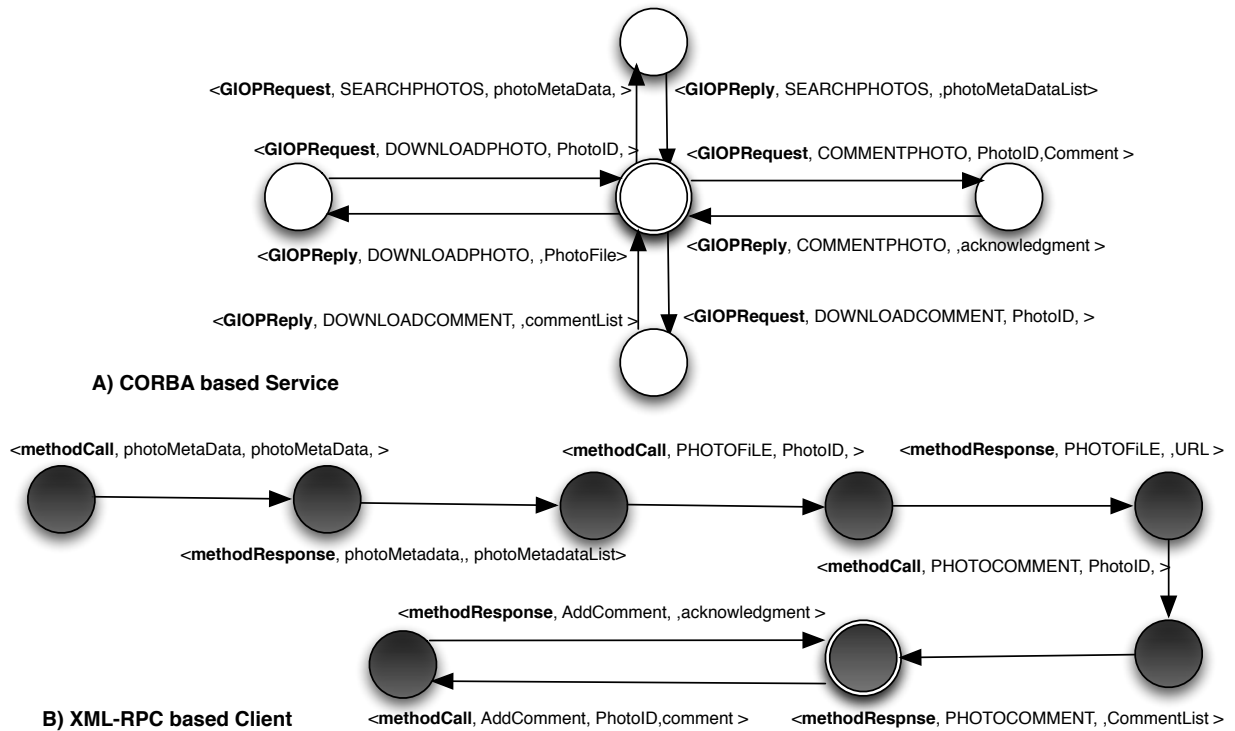 <GIOPRequest, SEARCHPHOTOS, photoMetaData, >
<GIOPReply, SEARCHPHOTOS, ,photoMetaDataList>
<GIOPRequest, DOWNLOADPHOTO, PhotoID, >
<GIOPRequest, COMMENTPHOTO, PhotoID,Comment >
<GIOPReply, DOWNLOADPHOTO, ,PhotoFile>
<GIOPReply, COMMENTPHOTO, ,acknowledgment >
<GIOPReply, DOWNLOADCOMMENT, ,commentList >
<GIOPRequest, DOWNLOADCOMMENT, PhotoID, >
A) CORBA based Service
<methodCall, photoMetaData, photoMetaData, >
<methodCall, PHOTOFiLE, PhotoID, >
<methodResponse, PHOTOFiLE, ,URL >
<methodResponse, photoMetadata,, photoMetadataList>
<methodCall, PHOTOCOMMENT, PhotoID, >
<methodResponse, AddComment, ,acknowledgment >
B) XML-RPC based Client
<methodCall, AddComment, PhotoID,comment >
<methodRespnse, PHOTOCOMMENT, ,CommentList >